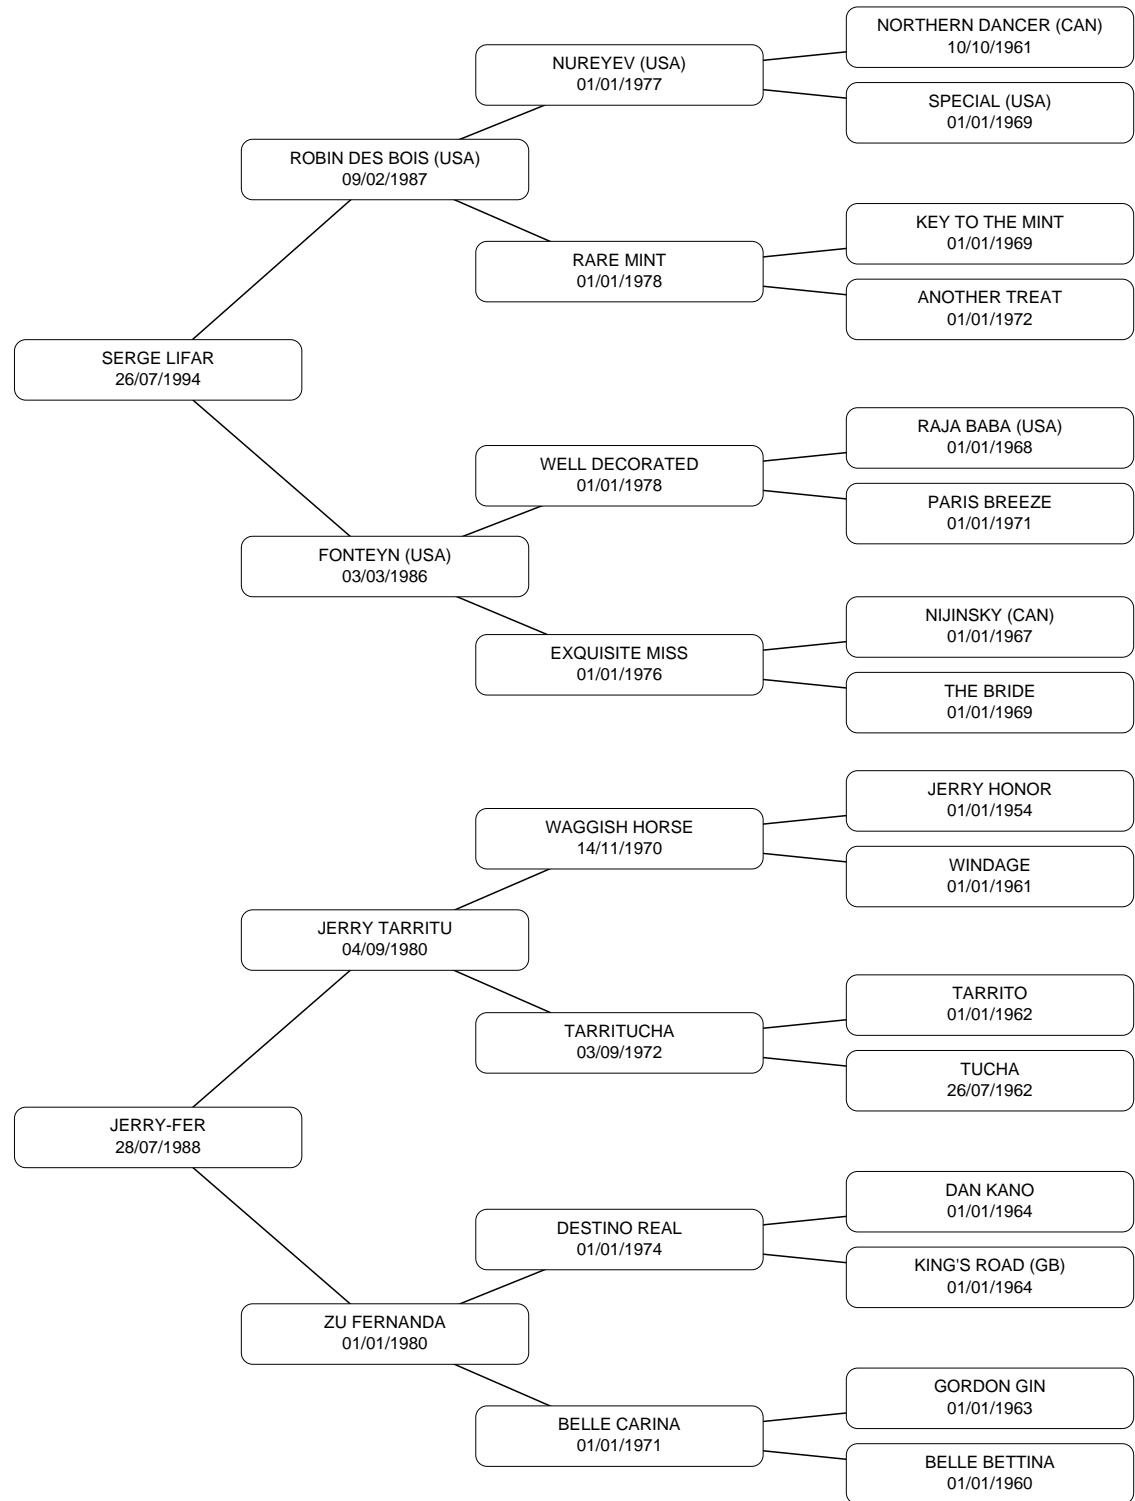 NORTHERN DANCER (CAN)
10/10/1961
NUREYEV (USA)
01/01/1977
SPECIAL (USA)
01/01/1969
ROBIN DES BOIS (USA)
09/02/1987
KEY TO THE MINT
01/01/1969
RARE MINT
01/01/1978
ANOTHER TREAT
01/01/1972
SERGE LIFAR
26/07/1994
RAJA BABA (USA)
01/01/1968
WELL DECORATED
01/01/1978
PARIS BREEZE
01/01/1971
FONTEYN (USA)
03/03/1986
NIJINSKY (CAN)
01/01/1967
EXQUISITE MISS
01/01/1976
THE BRIDE
01/01/1969
JERRY HONOR
01/01/1954
WAGGISH HORSE
14/11/1970
WINDAGE
01/01/1961
JERRY TARRITU
04/09/1980
TARRITO
01/01/1962
TARRITUCHA
03/09/1972
TUCHA
26/07/1962
JERRY-FER
28/07/1988
DAN KANO
01/01/1964
DESTINO REAL
01/01/1974
KING'S ROAD (GB)
01/01/1964
ZU FERNANDA
01/01/1980
GORDON GIN
01/01/1963
BELLE CARINA
01/01/1971
BELLE BETTINA
01/01/1960